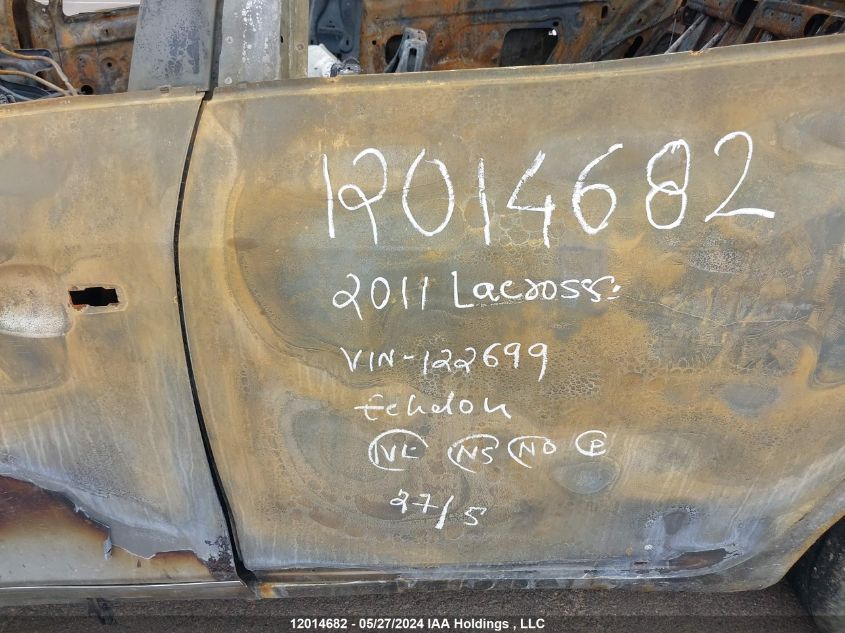 12014682
2011 Lacrosse
VIN-122699
Echelon
VL NS NO E
27/5
12014682 - 05/27/2024 IAA Holdings , LLC